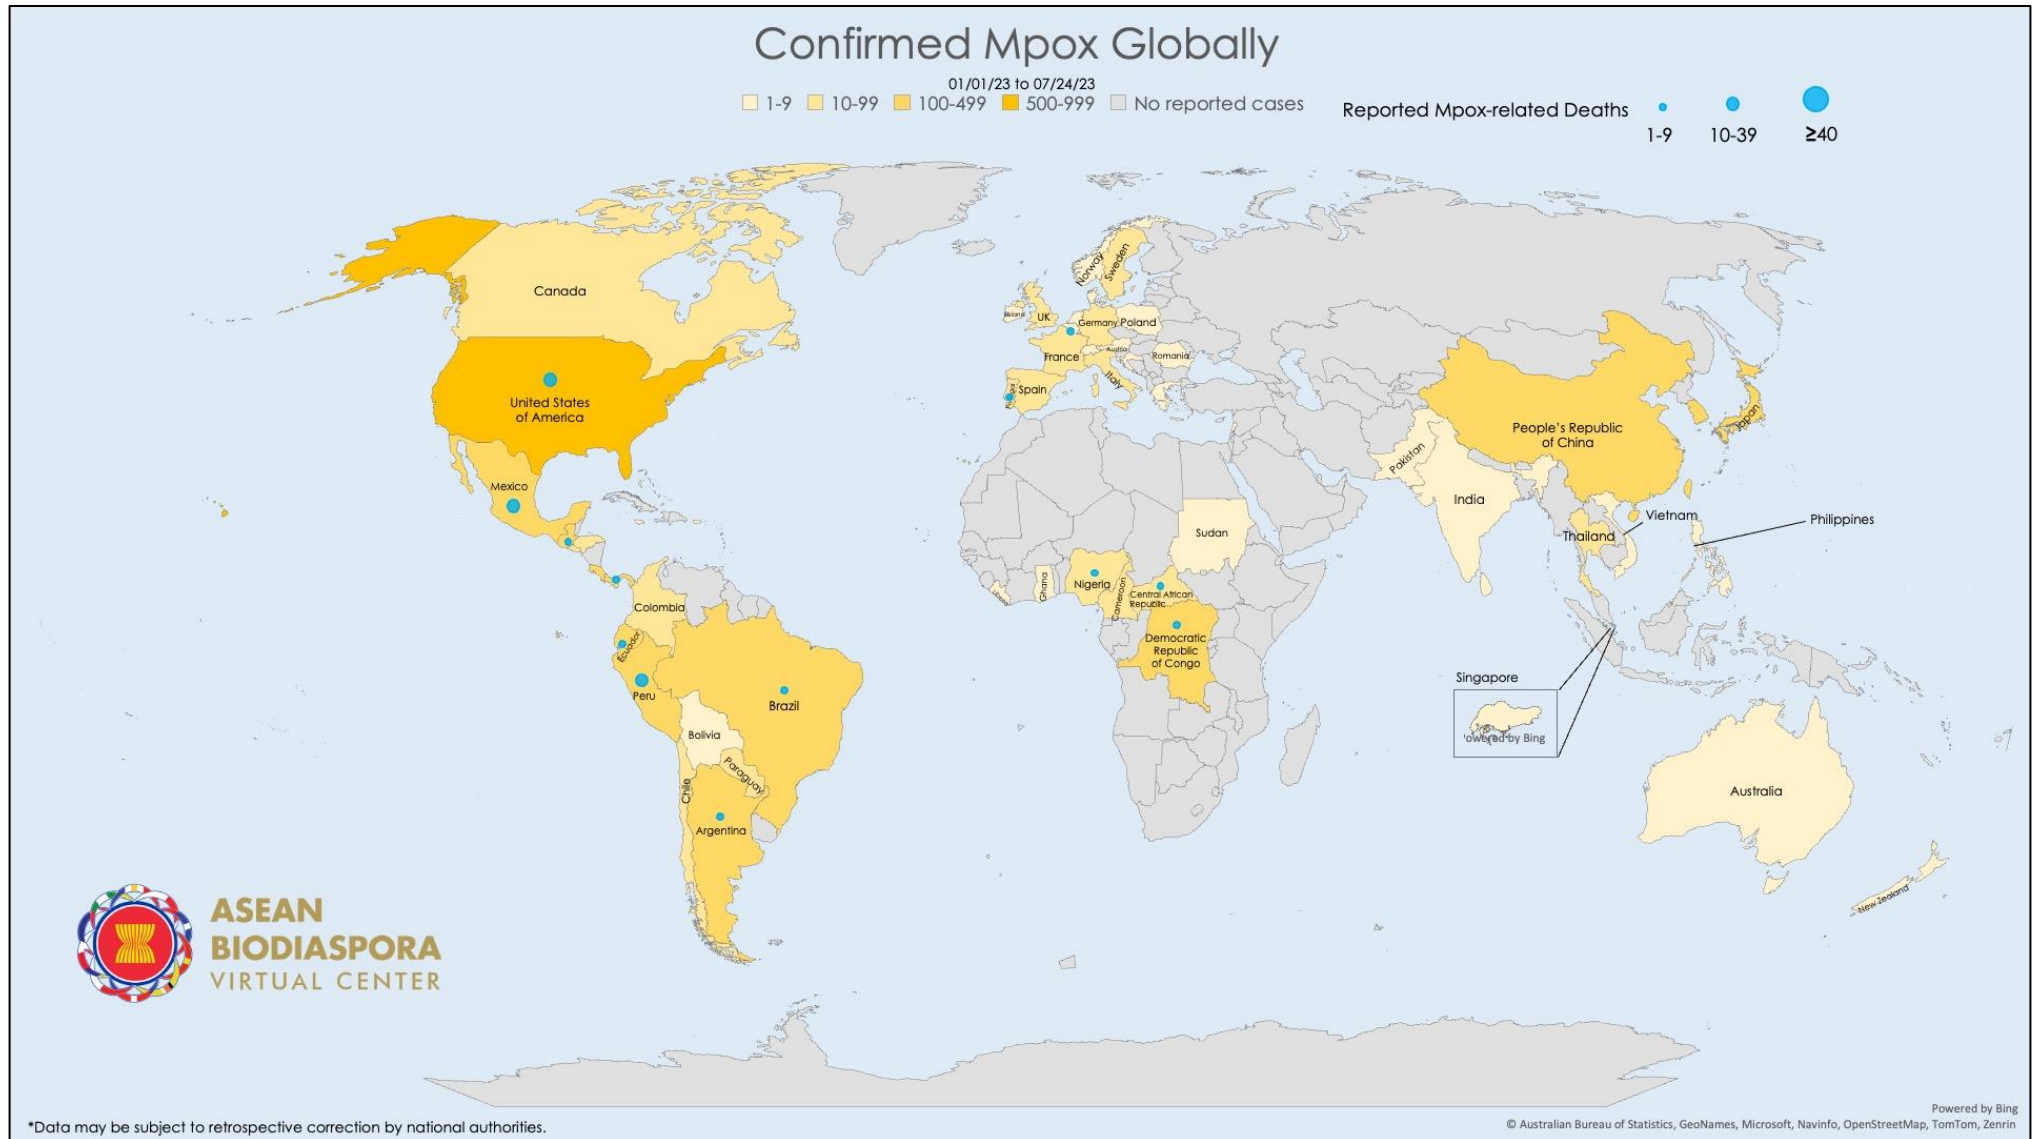 Confirmed Mpox Globally
01/01/23 to 07/24/23
1-9 10-99 100-499 500-999 No reported cases
Reported Mpox-related Deaths
1-9 10-39 ≥40
Canada
United States
of America
Mexico
Colombia
Ecuador
Peru
Brazil
Bolivia
Paraguay
Chile
Argentina
Norway
Sweden
UK
Germany
Poland
France
Austria
Romania
Italy
Spain
Sudan
Ghana
Nigeria
Cameroon
Central African
Republic
Democratic
Republic
of Congo
Pakistan
India
People's Republic
of China
Japan
Vietnam
Thailand
Philippines
Singapore
owered by Bing
Australia
New Zealand
ASEAN
BIODIASPORA
VIRTUAL CENTER
*Data may be subject to retrospective correction by national authorities.
Powered by Bing
© Australian Bureau of Statistics, GeoNames, Microsoft, Navinfo, OpenStreetMap, TomTom, Zenrin